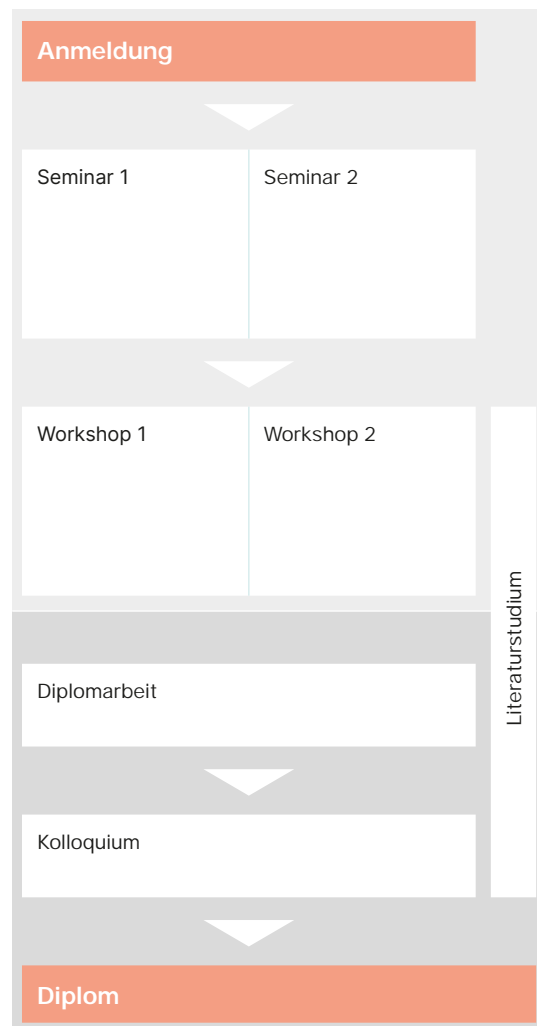 Anmeldung
Seminar 1
Seminar 2
Workshop 1
Workshop 2
Literaturstudium
Diplomarbeit
Kolloquium
Diplom